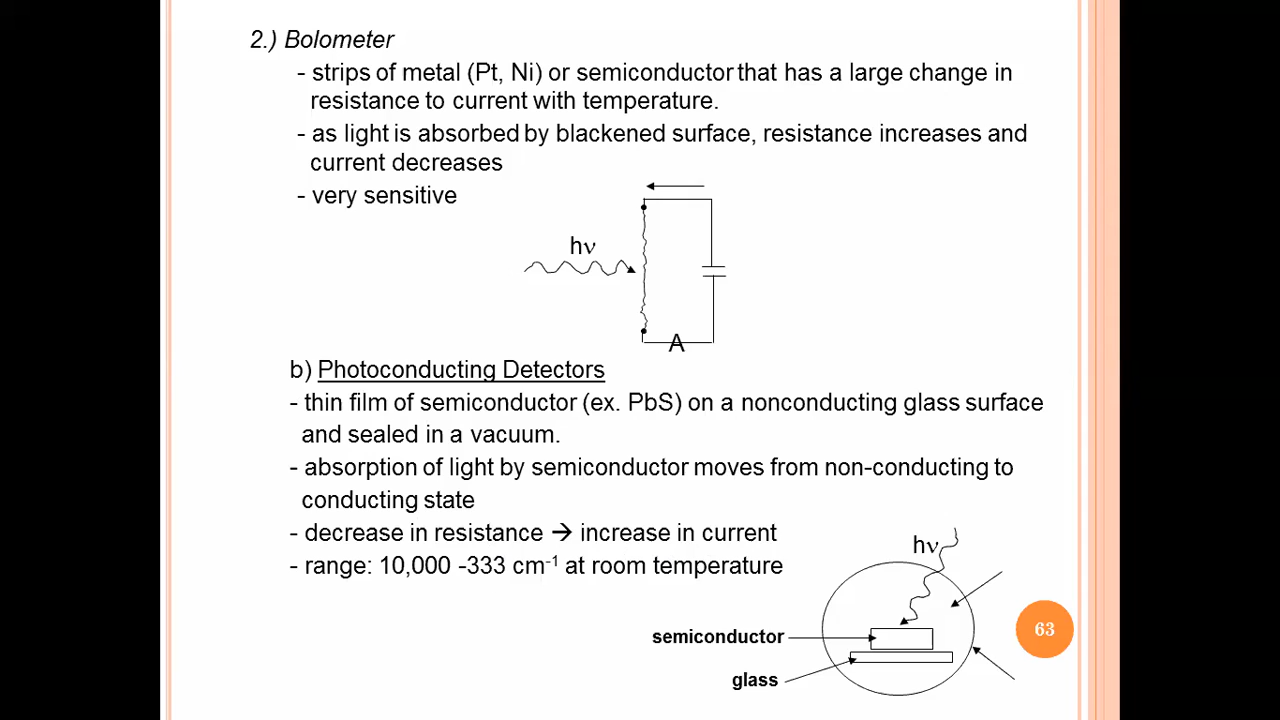 2.) Bolometer
- strips of metal (Pt, Ni) or semiconductor that has a large change in
resistance to current with temperature.
- as light is absorbed by blackened surface, resistance increases and
current decreases
- very sensitive
hν
A
b) Photoconducting Detectors
- thin film of semiconductor (ex. PbS) on a nonconducting glass surface
and sealed in a vacuum.
- absorption of light by semiconductor moves from non-conducting to
conducting state
- decrease in resistance → increase in current
- range: 10,000 -333 cm⁻¹ at room temperature
hν
semiconductor
glass
63